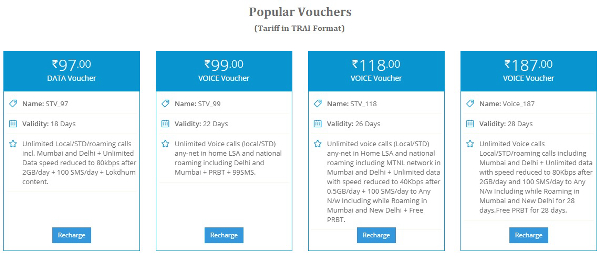 Popular Vouchers
(Tariff in TRAI Format)
₹97.00
DATA Voucher
Name: STV_97
Validity: 18 Days
Unlimited Local/STD/roaming calls
incl. Mumbai and Delhi + Unlimited
Data speed reduced to 80kbps after
2GB/day + 100 SMS/day + Lokdhum
content.
Recharge
₹99.00
VOICE Voucher
Name: STV_99
Validity: 22 Days
Unlimited Voice calls (local/STD)
any-net in home LSA and national
roaming including Delhi and
Mumbai + PRBT + 99SMS.
Recharge
₹118.00
VOICE Voucher
Name: STV_118
Validity: 26 Days
Unlimited voice calls (Local/STD)
any-net in Home LSA and national
roaming including MTNL network in
Mumbai and Delhi + Unlimited data
with speed reduced to 40Kbps after
0.5GB/day + 100 SMS/day to Any
N/w Including while Roaming in
Mumbai and New Delhi + Free
PRBT.
Recharge
₹187.00
VOICE Voucher
Name: Voice_187
Validity: 28 Days
Unlimited Voice calls
Local/STD/roaming calls including
Mumbai and Delhi + Unlimited data
with speed reduced to 80Kbps after
2GB/day and 100 SMS/day to Any
N/w Including while Roaming in
Mumbai and New Delhi for 28
days.Free PRBT for 28 days.
Recharge